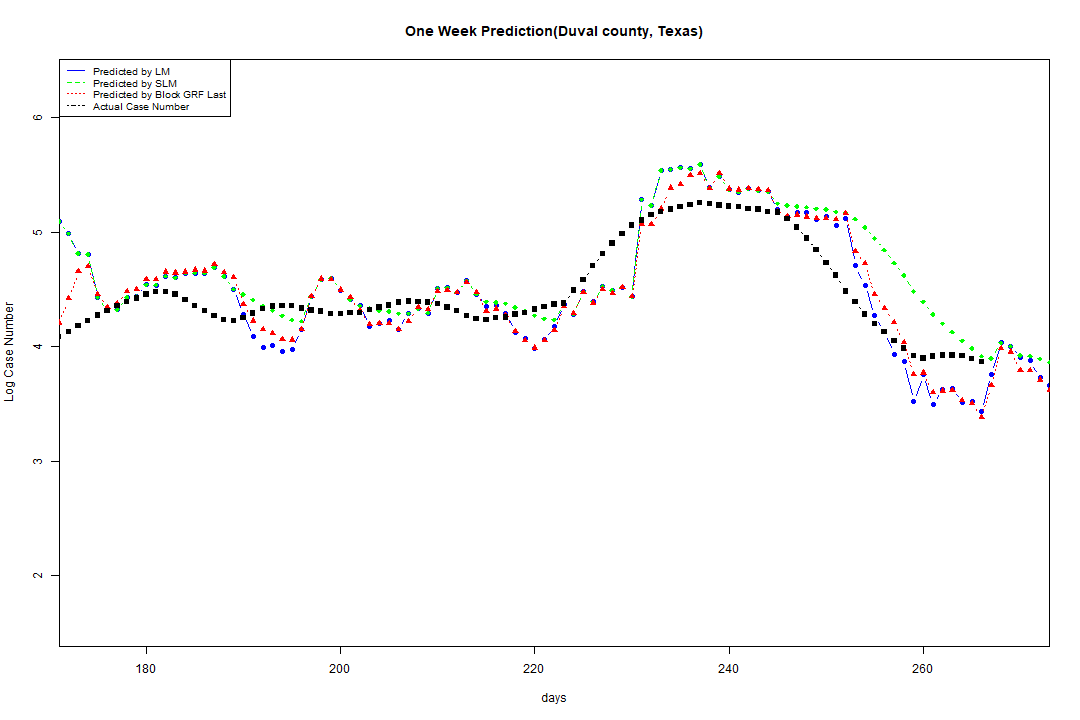 One Week Prediction(Duval county, Texas)
Predicted by LM
Predicted by SLM
Predicted by Block GRF Last
Actual Case Number
Log Case Number
6
5
4
3
2
180
200
220
240
260
days